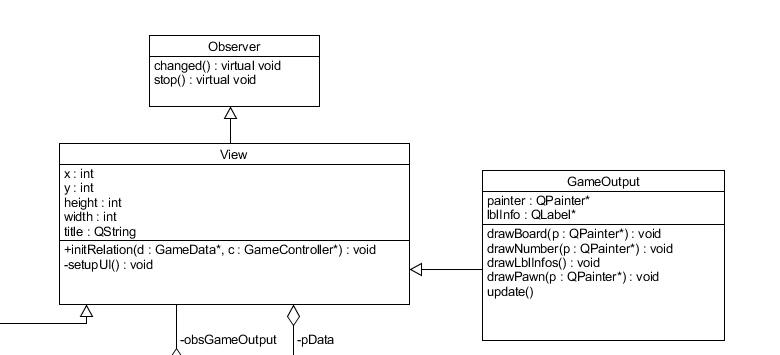 Observer
changed() : virtual void
stop() : virtual void
View
x : int
y : int
height : int
width : int
title : QString
+initRelation(d : GameData*, c : GameController*) : void
-setupUI() : void
GameOutput
painter : QPainter*
lblInfo : QLabel*
drawBoard(p : QPainter*) : void
drawNumber(p : QPainter*) : void
drawLblInfos() : void
drawPawn(p : QPainter*) : void
update()
-obsGameOutput
-pData